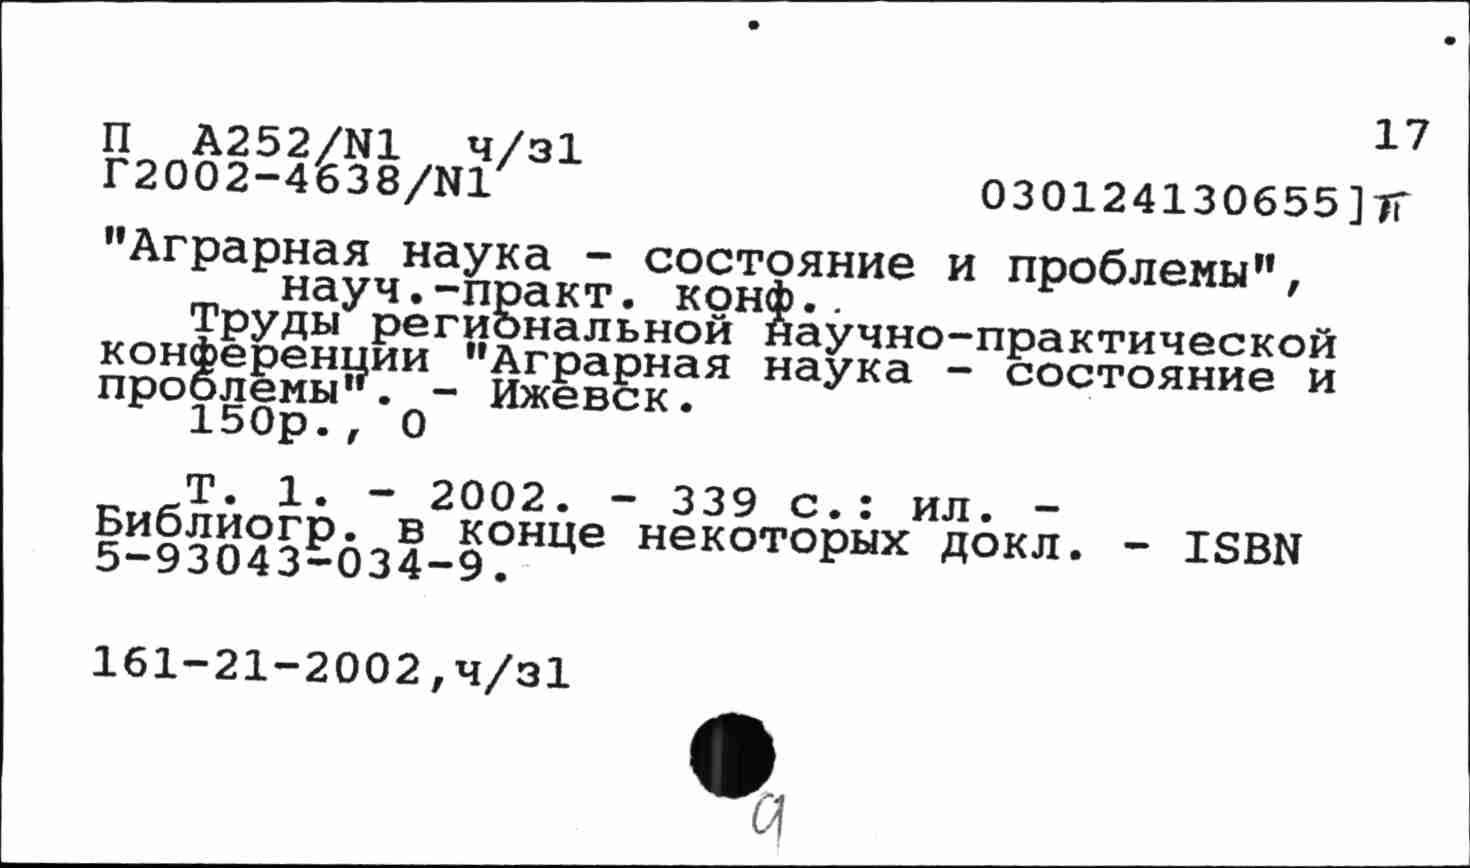 П  А252/N1  ч/з1  17
Г2002-4638/N1
030124130655]π
"Аграрная наука - состояние и проблемы",
науч.-практ. конф..
Труды региональной научно-практической
конференции "Аграрная наука - состояние и
проблемы". - Ижевск.
150р., 0
Т. 1. - 2002. - 339 с.: ил. -
Библиогр. в конце некоторых докл. - ISBN
5-93043-034-9.
161-21-2002,ч/з1
9